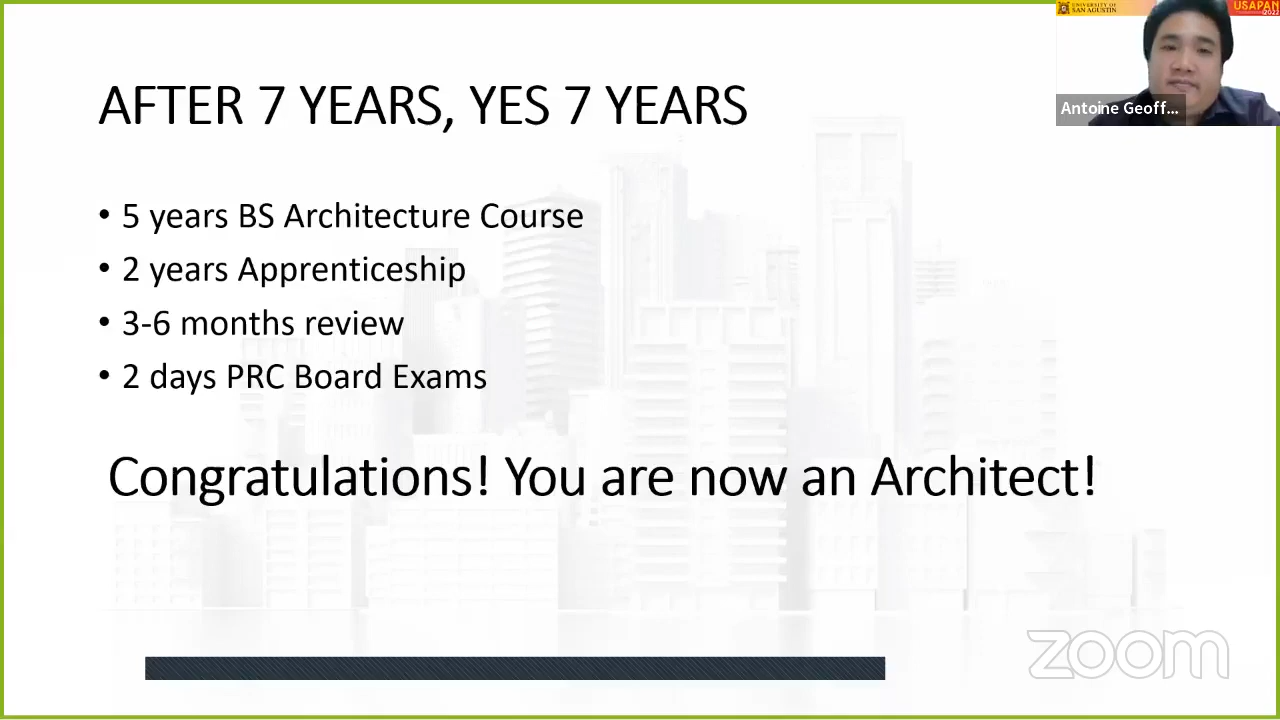 UNIVERSITY OF
SAN AGUSTIN
USAPAN
2022
Antoine Geoff...
AFTER 7 YEARS, YES 7 YEARS
• 5 years BS Architecture Course
• 2 years Apprenticeship
• 3-6 months review
• 2 days PRC Board Exams
Congratulations! You are now an Architect!
zoom